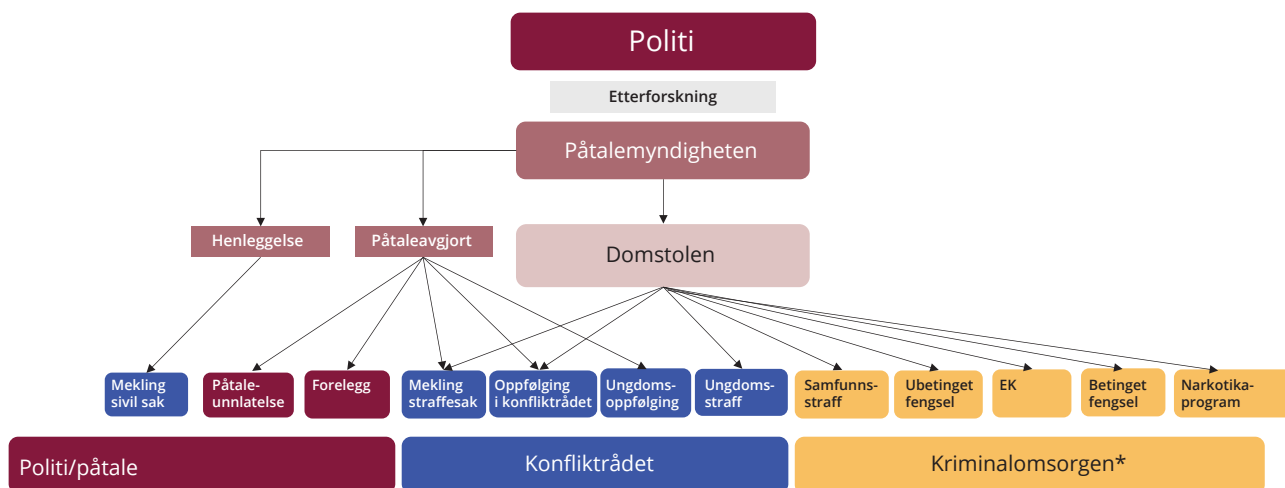 Politi
Etterforskning
Påtalemyndigheten
Henleggelse
Påtaleavgjort
Domstolen
Mekling
sivil sak
Påtale-
unnlatelse
Forelegg
Mekling
straffesak
Oppfølging
i konfliktrådet
Ungdoms-
oppfølging
Ungdoms-
straff
Samfunns-
straff
Ubetinget
fengsel
EK
Betinget
fengsel
Narkotika-
program
Politi/påtale
Konfliktrådet
Kriminalomsorgen*